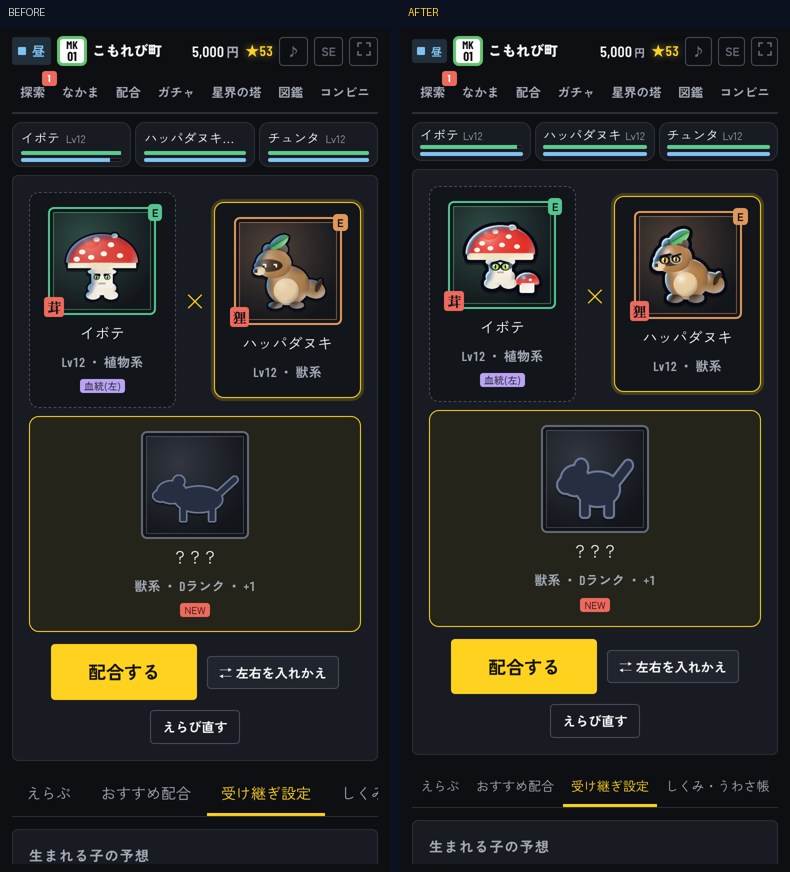 BEFORE
昼 MK 01 こもれび町 5,000 円 ★53 ♪ SE
1
探索 なかま 配合 ガチャ 星界の塔 図鑑 コンビニ
イボテ Lv12 ハッパダヌキ… チュンタ Lv12
E
茸
イボテ
Lv12 ・ 植物系
血統(左)
×
E
狸
ハッパダヌキ
Lv12 ・ 獣系
？？？
獣系 ・ Dランク ・ +1
NEW
配合する ⇄ 左右を入れかえ
えらび直す
えらぶ おすすめ配合 受け継ぎ設定 しくみ
生まれる子の予想
AFTER
昼 MK 01 こもれび町 5,000 円 ★53 ♪ SE
1
探索 なかま 配合 ガチャ 星界の塔 図鑑 コンビニ
イボテ Lv12 ハッパダヌキ Lv12 チュンタ Lv12
E
茸
イボテ
Lv12 ・ 植物系
血統(左)
×
E
狸
ハッパダヌキ
Lv12 ・ 獣系
？？？
獣系 ・ Dランク ・ +1
NEW
配合する ⇄ 左右を入れかえ
えらび直す
えらぶ おすすめ配合 受け継ぎ設定 しくみ・うわさ帳
生まれる子の予想